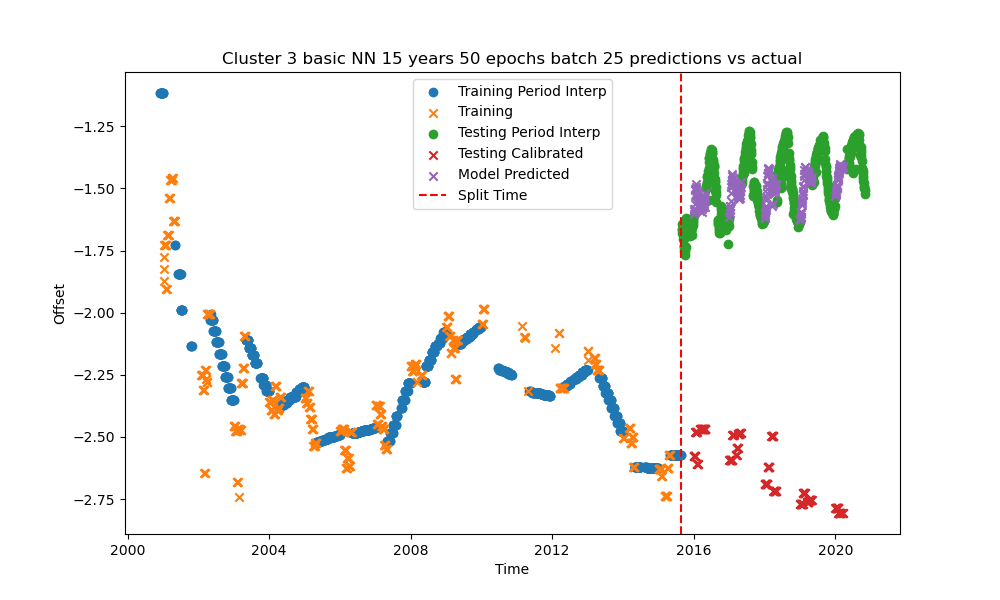 Cluster 3 basic NN 15 years 50 epochs batch 25 predictions vs actual
Training Period Interp
Training
Testing Period Interp
Testing Calibrated
Model Predicted
Split Time
Offset
−1.25
−1.50
−1.75
−2.00
−2.25
−2.50
−2.75
2000 2004 2008 2012 2016 2020
Time